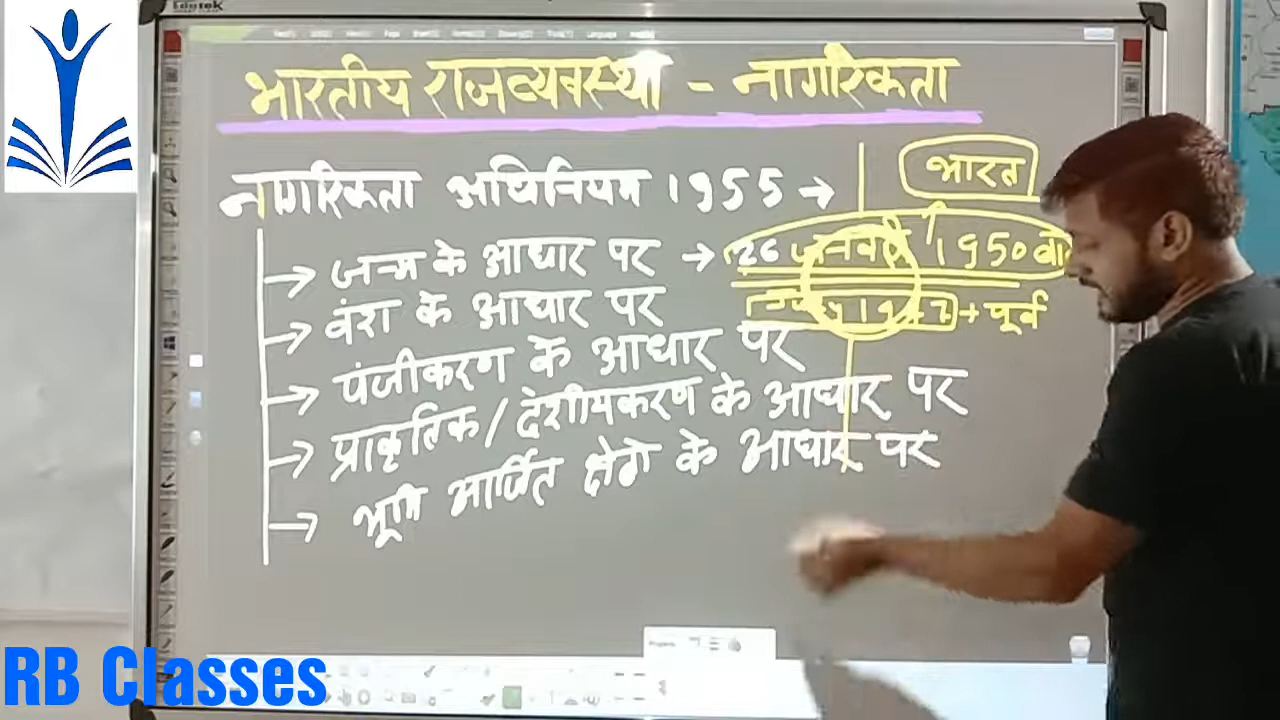 Edutek
भारतीय राजव्यवस्था - नागरिकता
नागरिकता अधिनियम 1955 →
भारत
→ जन्म के आधार पर → 26 जनवरी 1950 को
→ वंश के आधार पर
→ पूर्व
→ पंजीकरण के आधार पर
→ प्राकृतिक / देशीयकरण के आधार पर
→ भूमि अर्जित के आधार पर
RB Classes